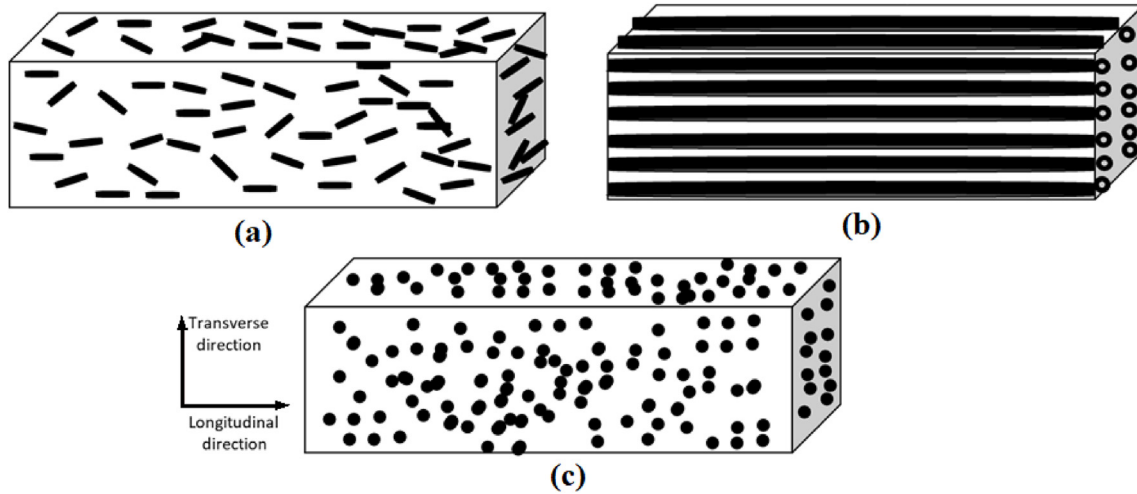 (a)
(b)
Transverse
direction
Longitudinal
direction
(c)